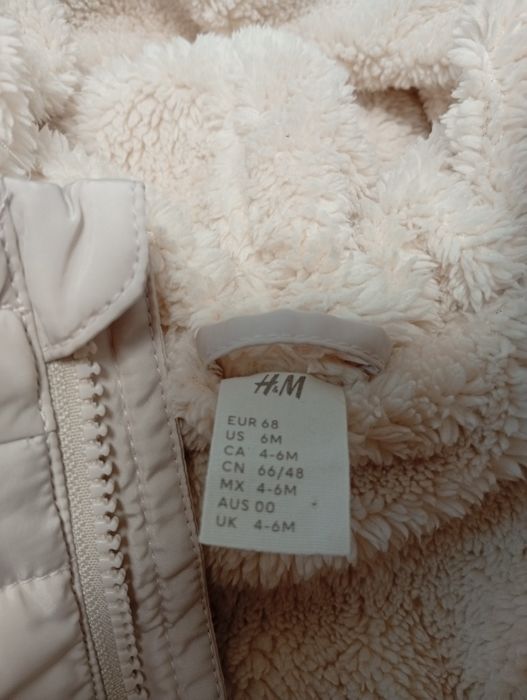 H&M
EUR 68
US 6M
CA 4-6M
CN 66/48
MX 4-6M
AUS 00
UK 4-6M